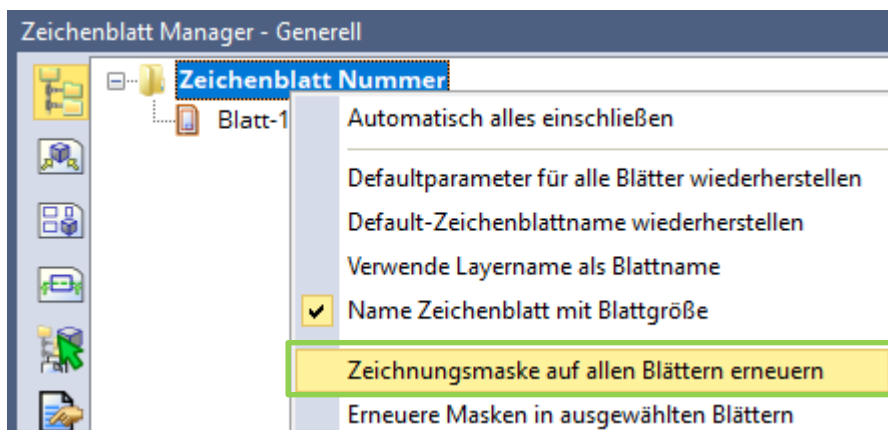 Zeichenblatt Manager - Generell
Zeichenblatt Nummer
Blatt-1
Automatisch alles einschließen
Defaultparameter für alle Blätter wiederherstellen
Default-Zeichenblattname wiederherstellen
Verwende Layername als Blattname
Name Zeichenblatt mit Blattgröße
Zeichnungsmaske auf allen Blättern erneuern
Erneuere Masken in ausgewählten Blättern